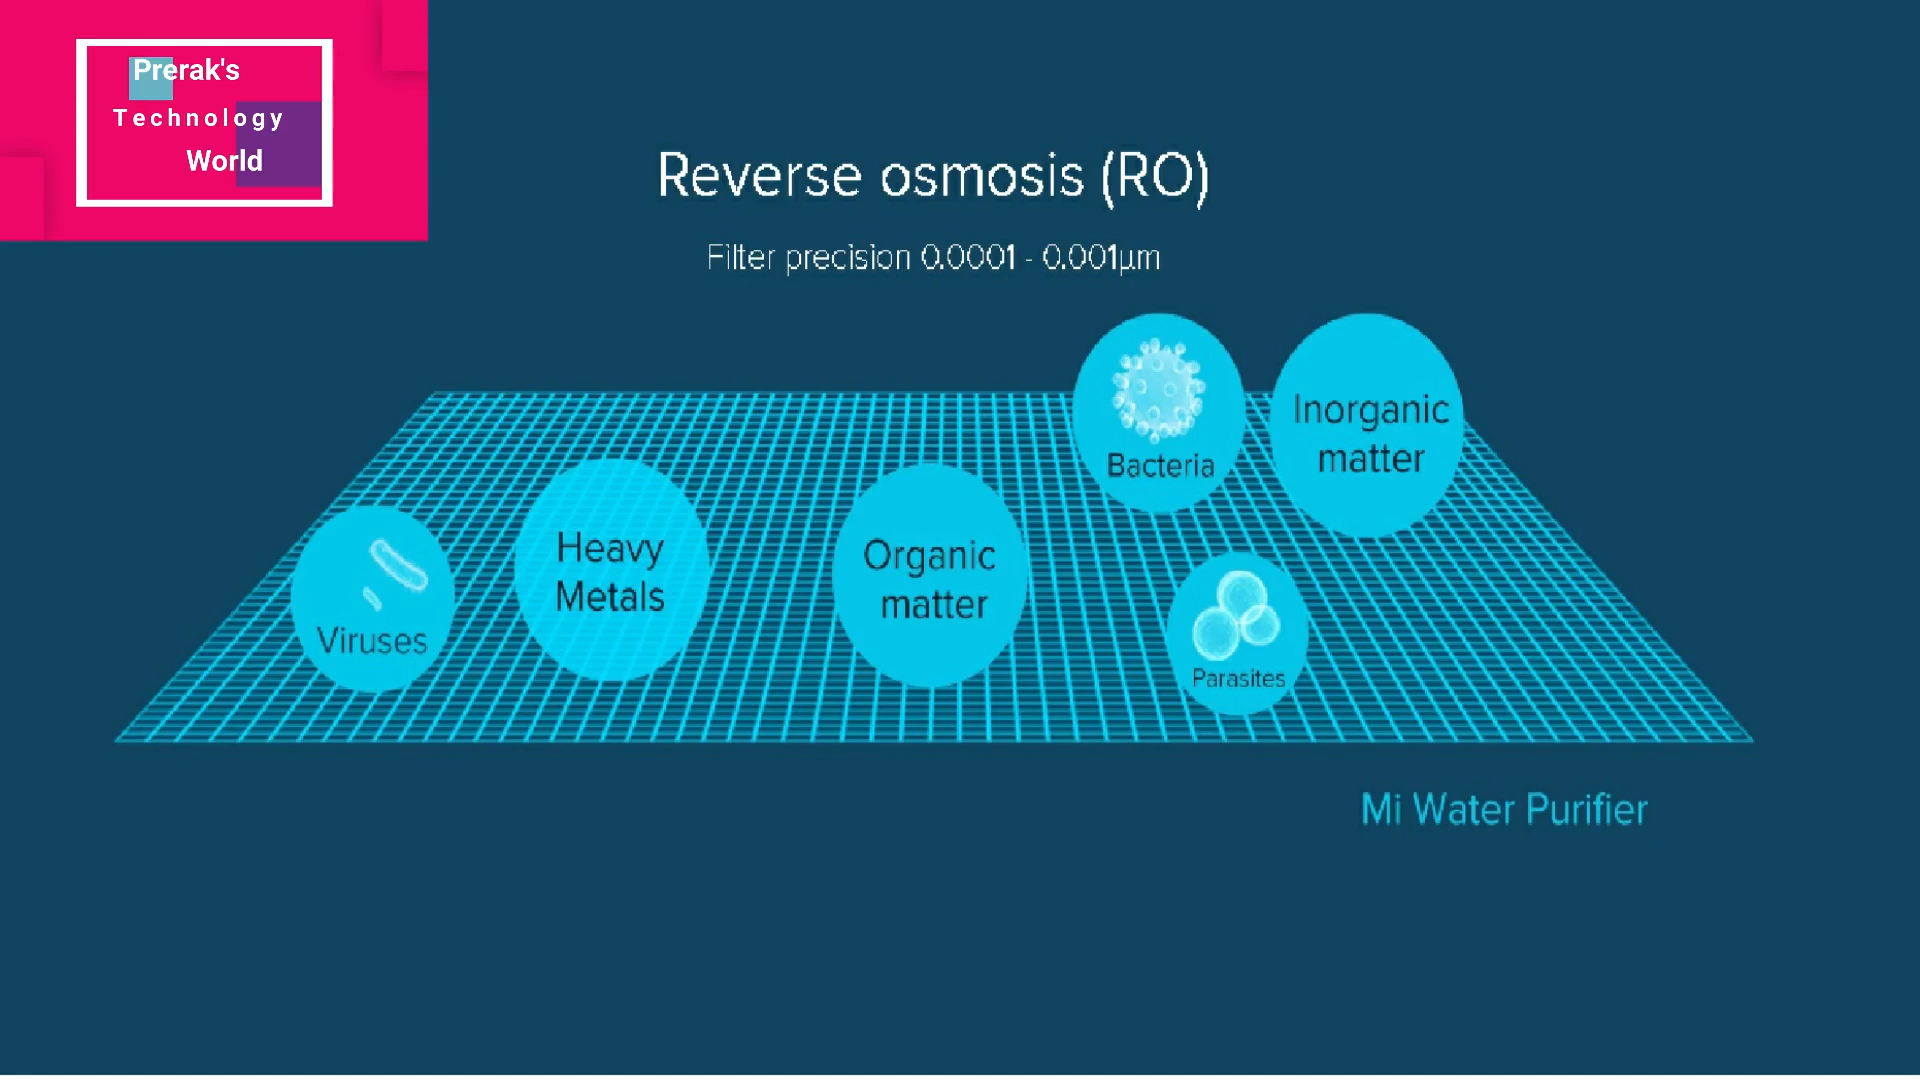 Prerak's
Technology
World
Reverse osmosis (RO)
Filter precision 0.0001 - 0.001µm
Bacteria
Inorganic
matter
Heavy
Metals
Organic
matter
Viruses
Parasites
Mi Water Purifier